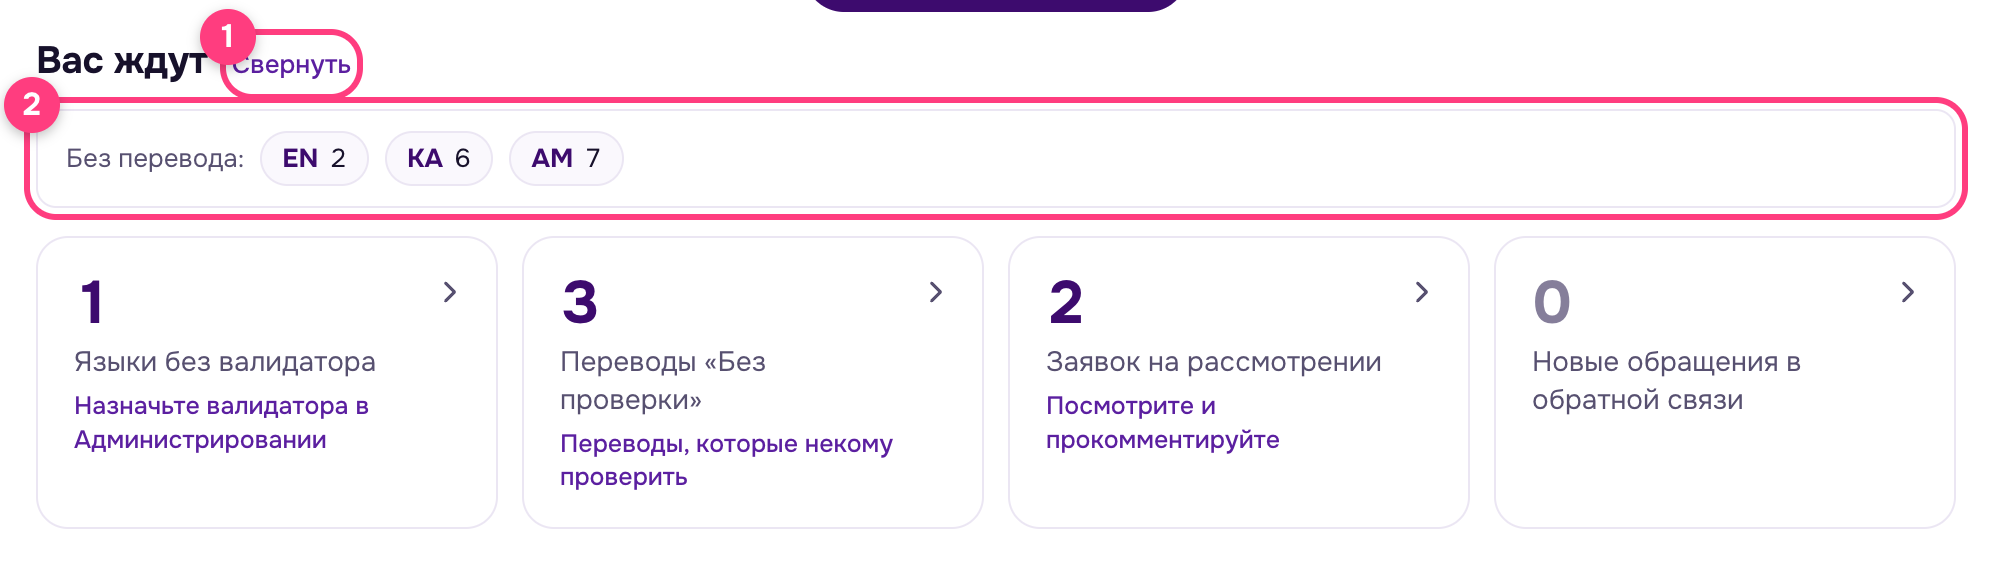 1
Вас ждут Свернуть
2
Без перевода: EN 2 KA 6 AM 7
1
Языки без валидатора
Назначьте валидатора в
Администрировании
3
Переводы «Без
проверки»
Переводы, которые некому
проверить
2
Заявок на рассмотрении
Посмотрите и
прокомментируйте
0
Новые обращения в
обратной связи